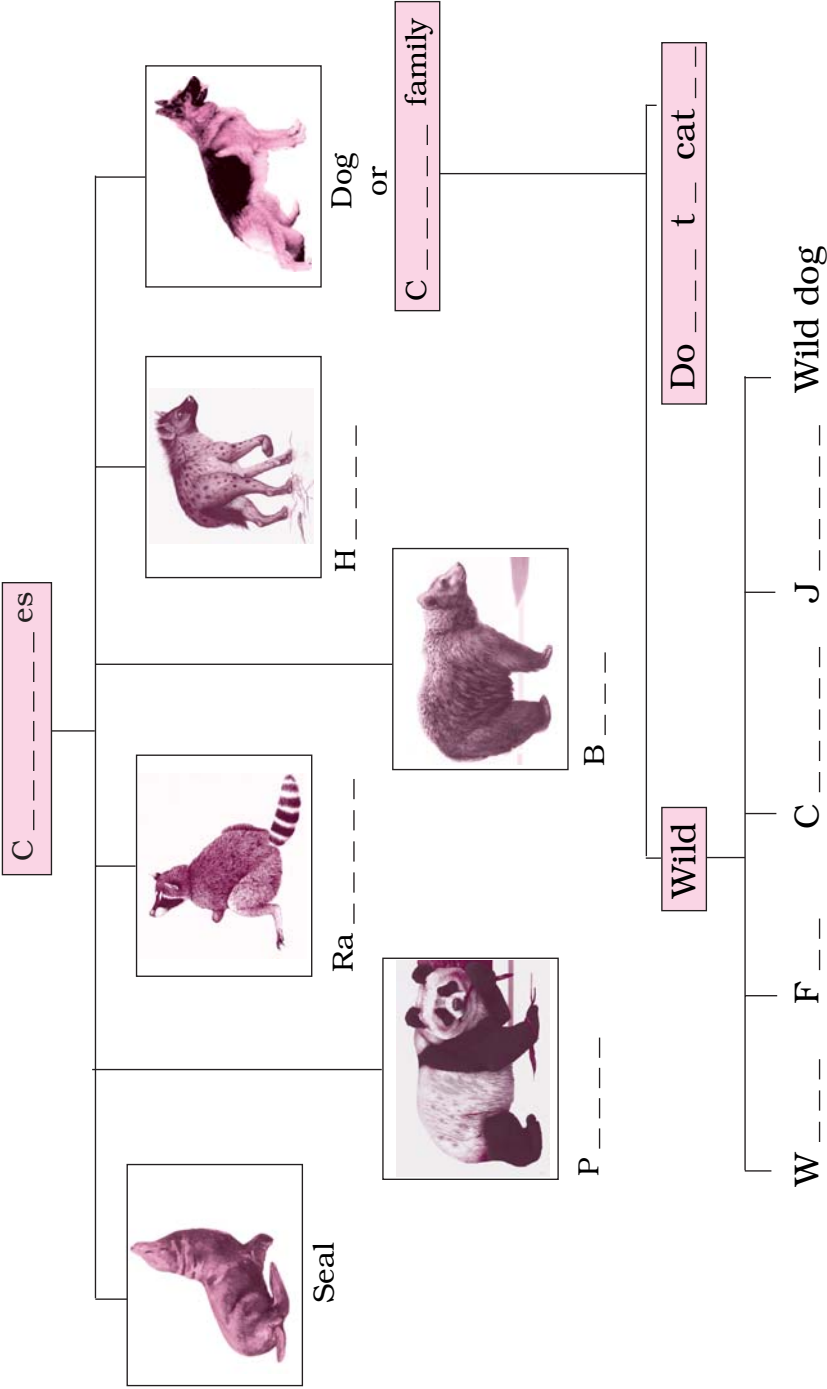 C _ _ _ _ _ _ _ es
Seal
Ra _ _ _ _ _
H _ _ _ _
Dog
or
C _ _ _ _ _ family
P _ _ _ _
B _ _ _
Wild
Do _ _ _ t _ cat _ _
W _ _ _
F _ _
C _ _ _ _ _
J _ _ _ _ _
Wild dog